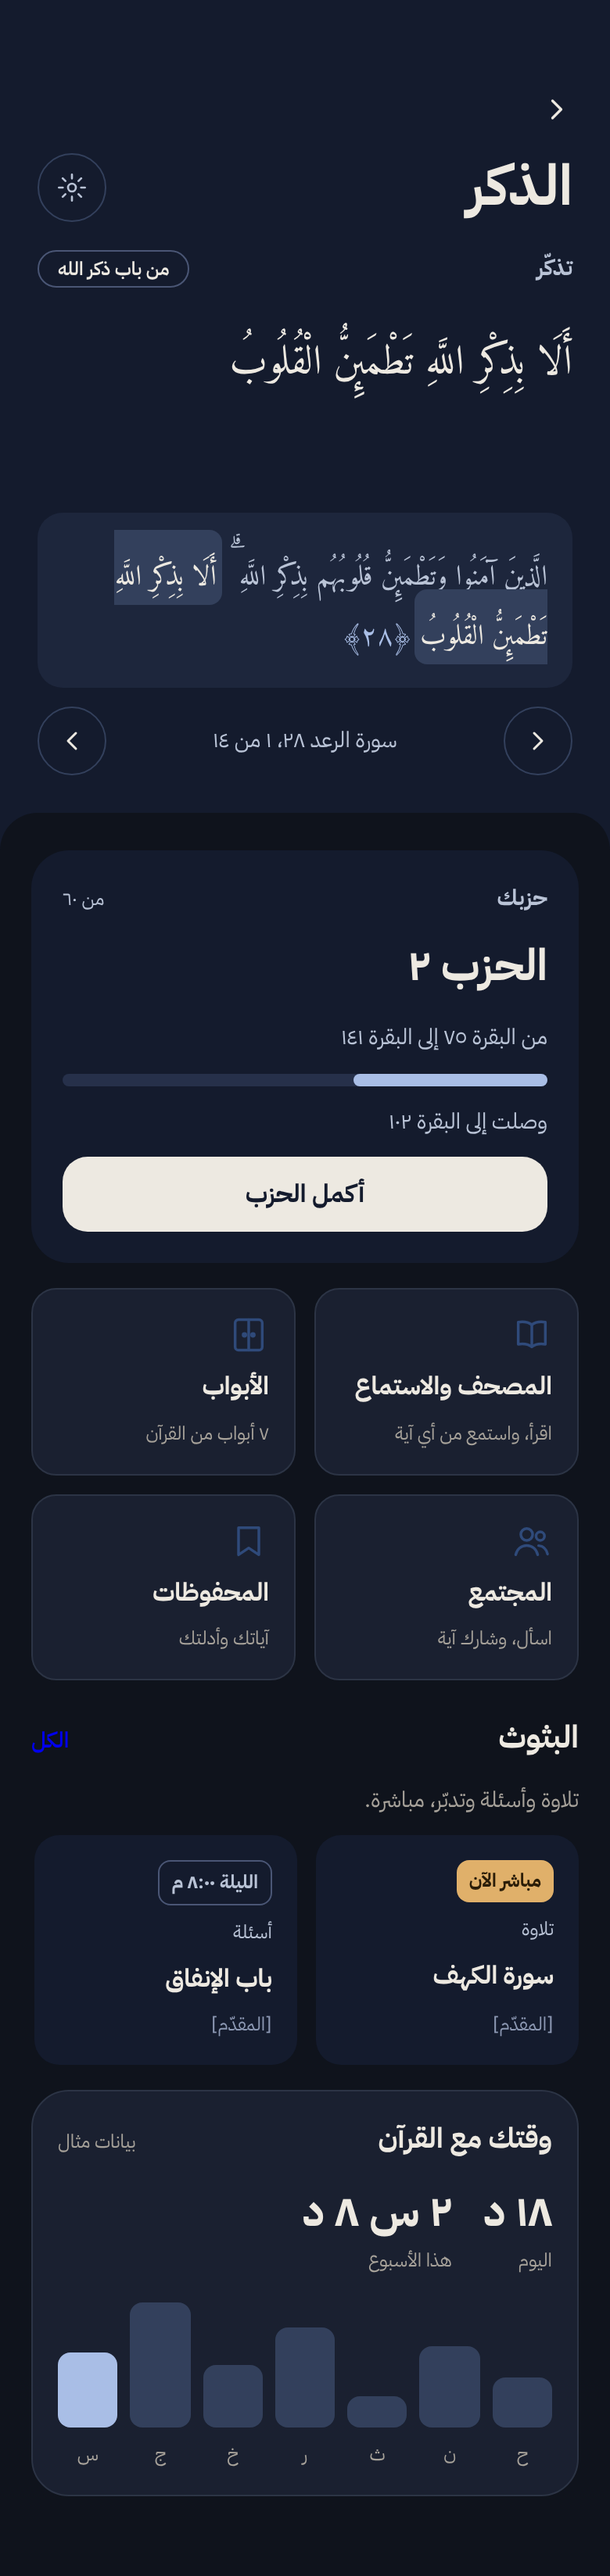 الذكر
تذكّر
من باب ذكر الله
أَلَا بِذِكْرِ اللَّهِ تَطْمَئِنُّ الْقُلُوبُ
الَّذِينَ آمَنُوا وَتَطْمَئِنُّ قُلُوبُهُم بِذِكْرِ اللَّهِ ۗ أَلَا بِذِكْرِ اللَّهِ
تَطْمَئِنُّ الْقُلُوبُ ﴿٢٨﴾
سورة الرعد ٢٨، ١ من ١٤
حزبك
من ٦٠
الحزب ٢
من البقرة ٧٥ إلى البقرة ١٤١
وصلت إلى البقرة ١٠٢
أكمل الحزب
المصحف والاستماع
اقرأ، واستمع من أي آية
الأبواب
٧ أبواب من القرآن
المجتمع
اسأل، وشارك آية
المحفوظات
آياتك وأدلتك
البثوث
الكل
تلاوة وأسئلة وتدبّر، مباشرة.
مباشر الآن
تلاوة
سورة الكهف
[المقدّم]
الليلة ٨:٠٠ م
أسئلة
باب الإنفاق
[المقدّم]
وقتك مع القرآن
بيانات مثال
١٨ د
اليوم
٢ س ٨ د
هذا الأسبوع
ح ن ث ر خ ج س